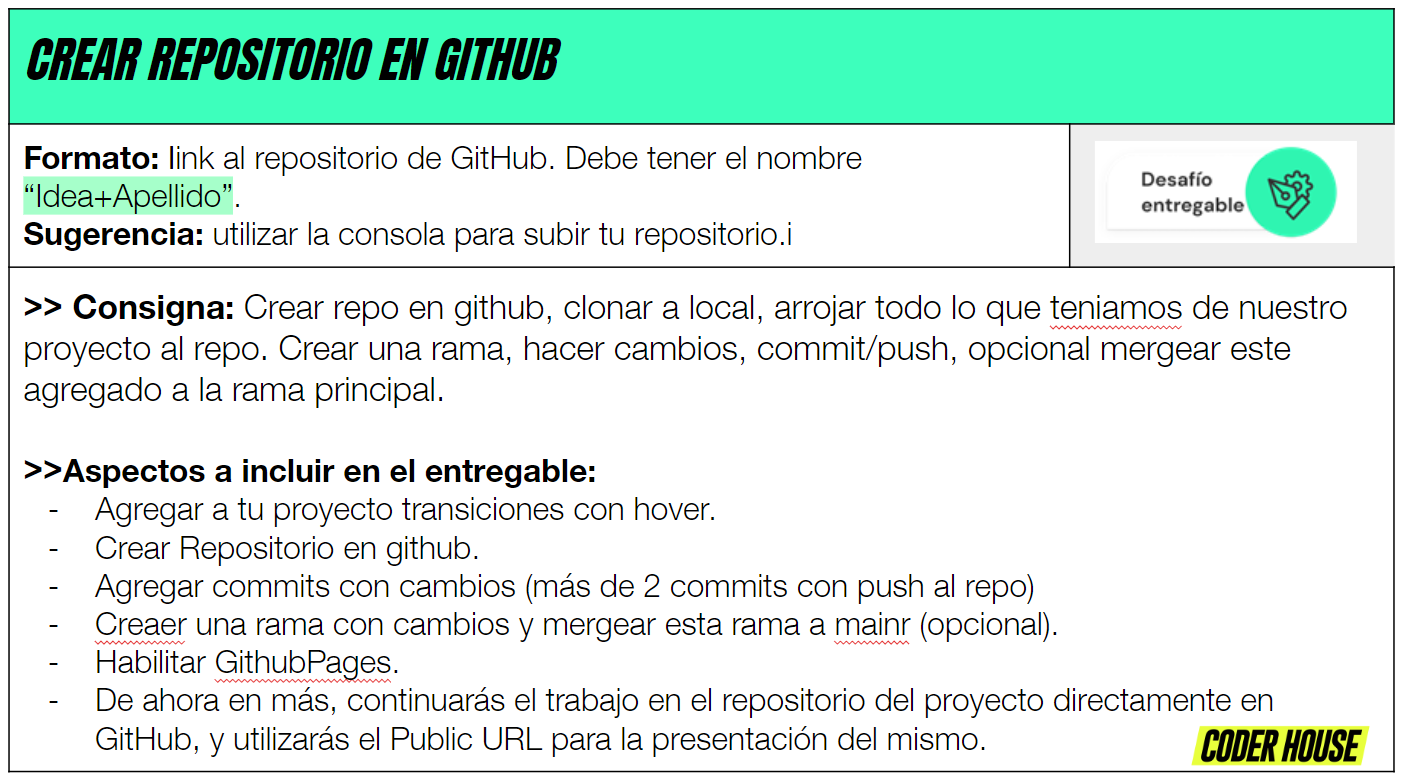 CREAR REPOSITORIO EN GITHUB
Formato: link al repositorio de GitHub. Debe tener el nombre
“Idea+Apellido”.
Sugerencia: utilizar la consola para subir tu repositorio.i
Desafío
entregable
>> Consigna: Crear repo en github, clonar a local, arrojar todo lo que teniamos de nuestro
proyecto al repo. Crear una rama, hacer cambios, commit/push, opcional mergear este
agregado a la rama principal.
>>Aspectos a incluir en el entregable:
- Agregar a tu proyecto transiciones con hover.
- Crear Repositorio en github.
- Agregar commits con cambios (más de 2 commits con push al repo)
- Creaer una rama con cambios y mergear esta rama a mainr (opcional).
- Habilitar GithubPages.
- De ahora en más, continuarás el trabajo en el repositorio del proyecto directamente en
GitHub, y utilizarás el Public URL para la presentación del mismo.
CODER HOUSE